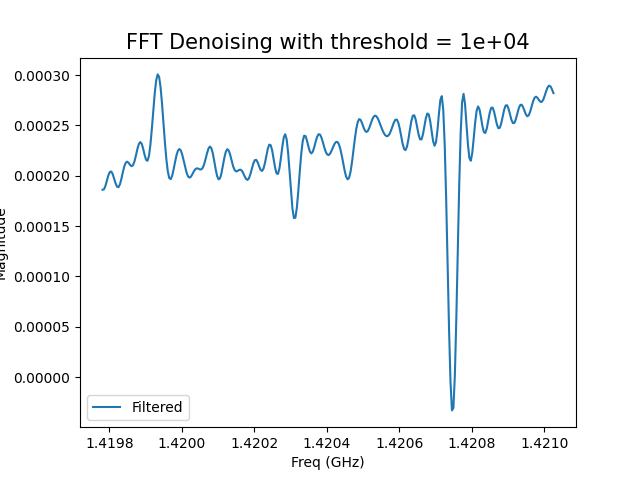 FFT Denoising with threshold = 1e+04
0.00030
0.00025
0.00020
0.00015
0.00010
0.00005
0.00000
Magnitude
Filtered
1.4198 1.4200 1.4202 1.4204 1.4206 1.4208 1.4210
Freq (GHz)